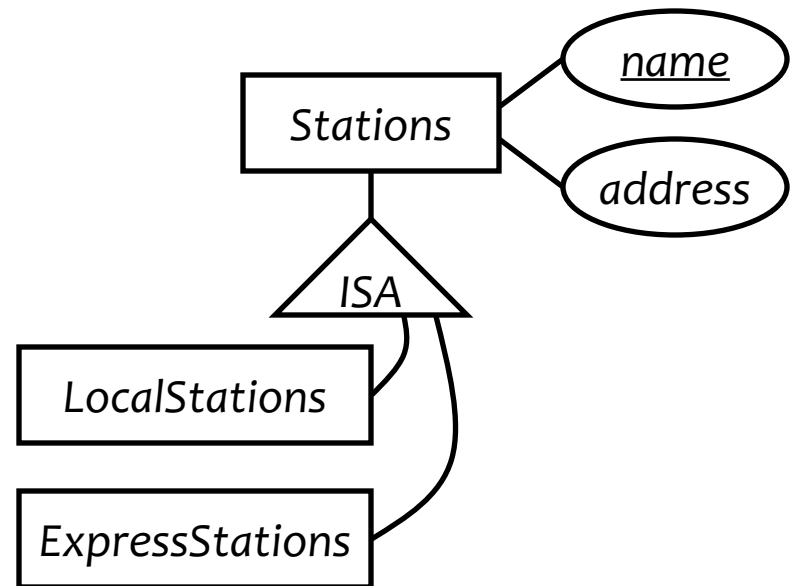 name
Stations
address
ISA
LocalStations
ExpressStations